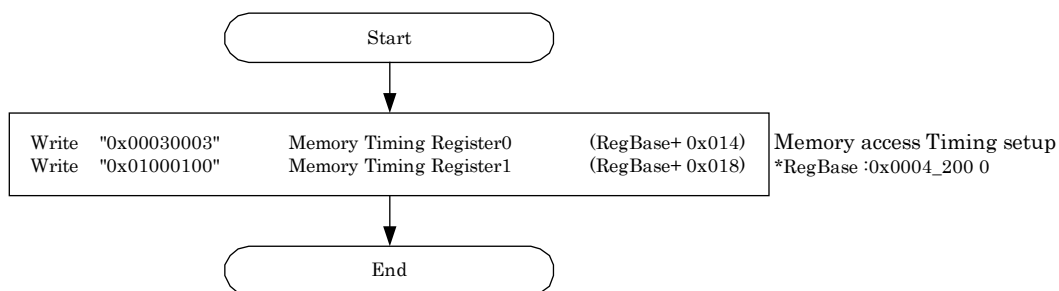 Start
Write "0x00030003" Memory Timing Register0 (RegBase+ 0x014) Memory access Timing setup
Write "0x01000100" Memory Timing Register1 (RegBase+ 0x018) *RegBase :0x0004_200 0
End